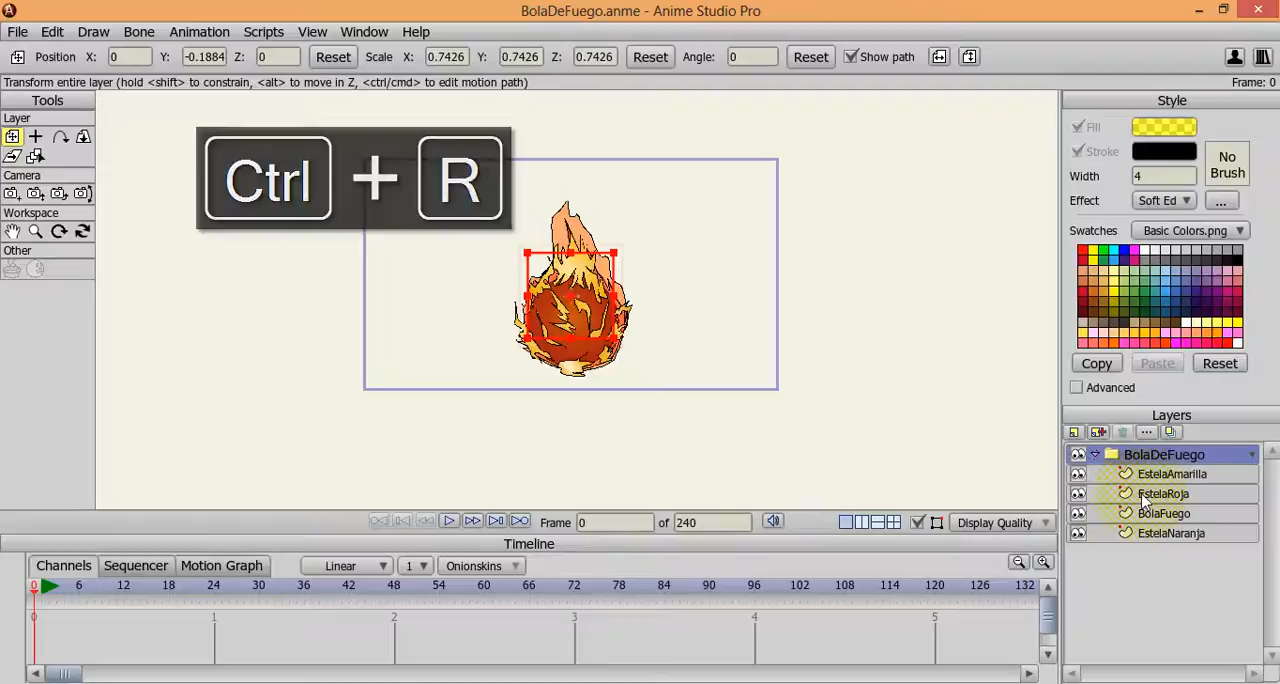 BolaDeFuego.anme - Anime Studio Pro
File Edit Draw Bone Animation Scripts View Window Help
Position X: 0 Y: -0.1884 Z: 0 Reset Scale X: 0.7426 Y: 0.7426 Z: 0.7426 Reset Angle: 0 Reset Show path
Transform entire layer (hold <shift> to constrain, <alt> to move in Z, <ctrl/cmd> to edit motion path) Frame: 0
Tools
Layer
Camera
Workspace
Other
Ctrl + R
Style
Fill
Stroke
No Brush
Width 4
Effect Soft Ed ...
Swatches Basic Colors.png
Copy Paste Reset
Advanced
Layers
BolaDeFuego
EstelaAmarilla
EstelaRoja
BolaFuego
EstelaNaranja
Frame 0 of 240 Display Quality
Timeline
Channels Sequencer Motion Graph Linear 1 Onionskins
0 6 12 18 24 30 36 42 48 54 60 66 72 78 84 90 96 102 108 114 120 126 132
0 1 2 3 4 5